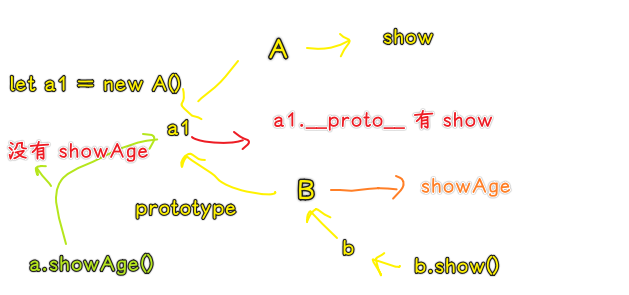 A
show
let a1 = new A()
a1
a1.__proto__ 有 show
没有 showAge
B
showAge
prototype
b
a.showAge()
b.show()